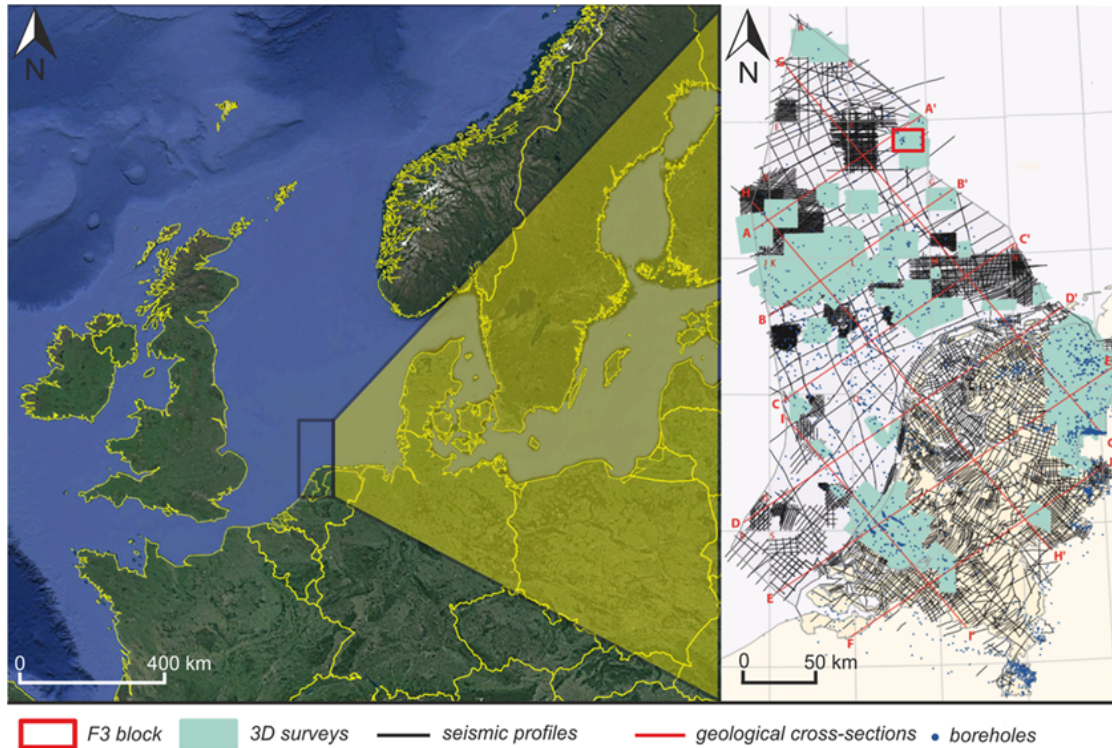 N
0 400 km
N
A'
B'
H
A
C'
B
D'
C
I
D
H'
E
F
I'
0 50 km
F3 block 3D surveys seismic profiles geological cross-sections boreholes